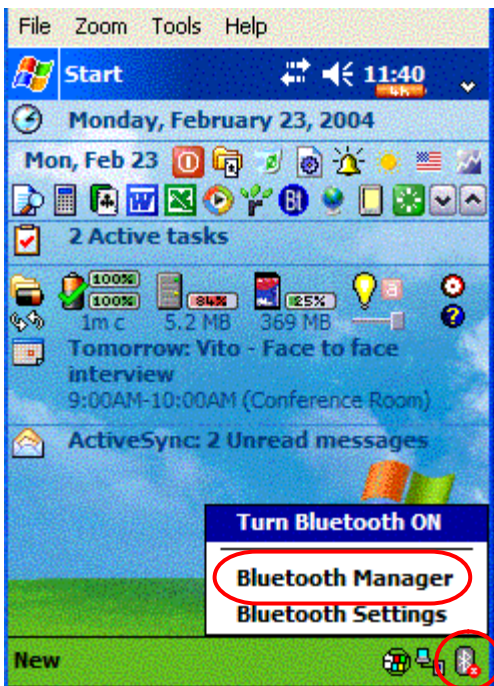 File Zoom Tools Help
Start 11:40
Monday, February 23, 2004
Mon, Feb 23
2 Active tasks
100%
100% 84% 25% a
1m c 5.2 MB 369 MB ?
Tomorrow: Vito - Face to face
interview
9:00AM-10:00AM (Conference Room)
ActiveSync: 2 Unread messages
Turn Bluetooth ON
Bluetooth Manager
Bluetooth Settings
New